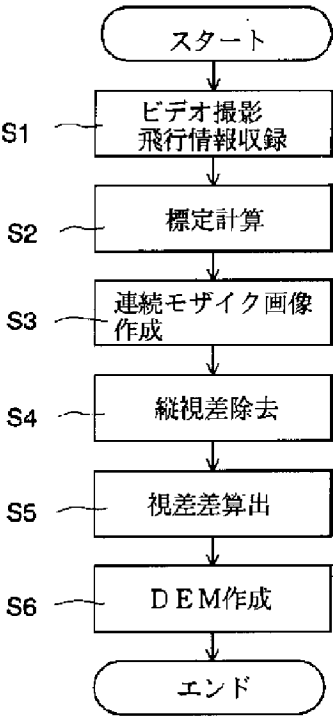 スタート
S1
ビデオ撮影
飛行情報収録
S2
標定計算
S3
連続モザイク画像
作成
S4
縦視差除去
S5
視差差算出
S6
DEM作成
エンド